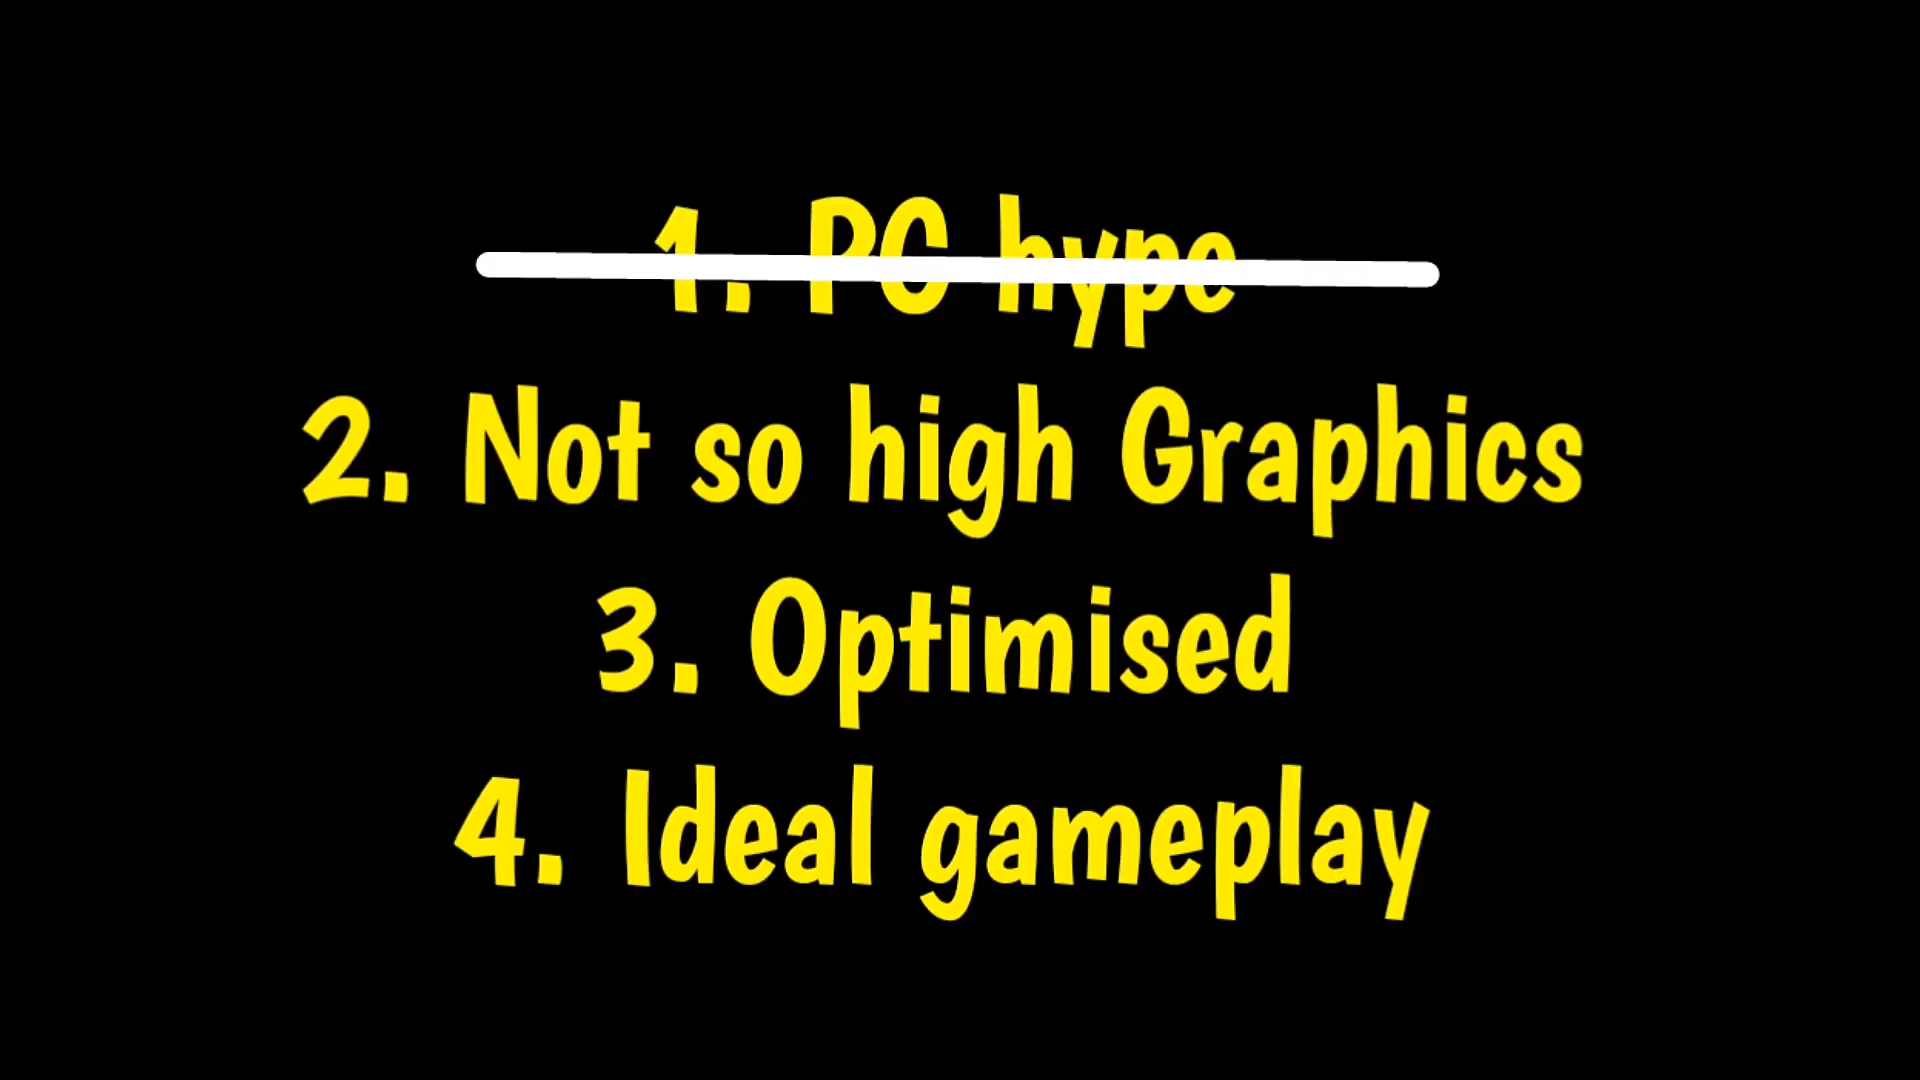 1. PC hype
2. Not so high Graphics
3. Optimised
4. Ideal gameplay